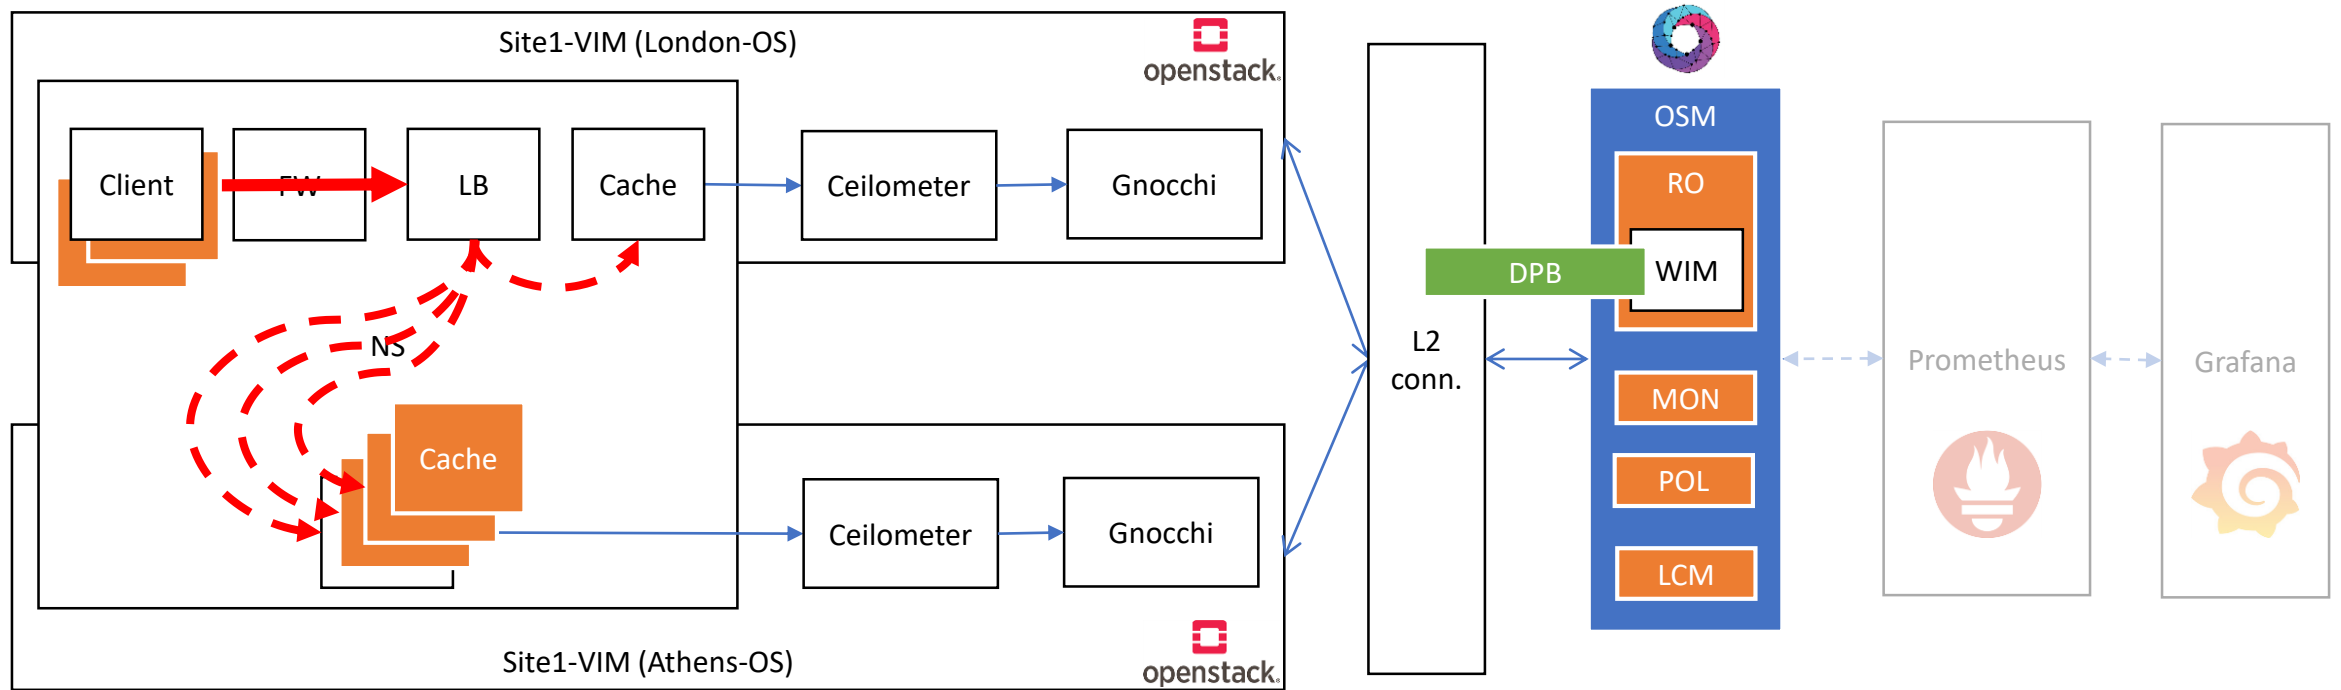 Site1-VIM (London-OS)
openstack.
Client
FW
LB
Cache
Ceilometer
Gnocchi
NS
Cache
Ceilometer
Gnocchi
Site1-VIM (Athens-OS)
openstack.
L2
conn.
DPB
OSM
RO
WIM
MON
POL
LCM
Prometheus
Grafana